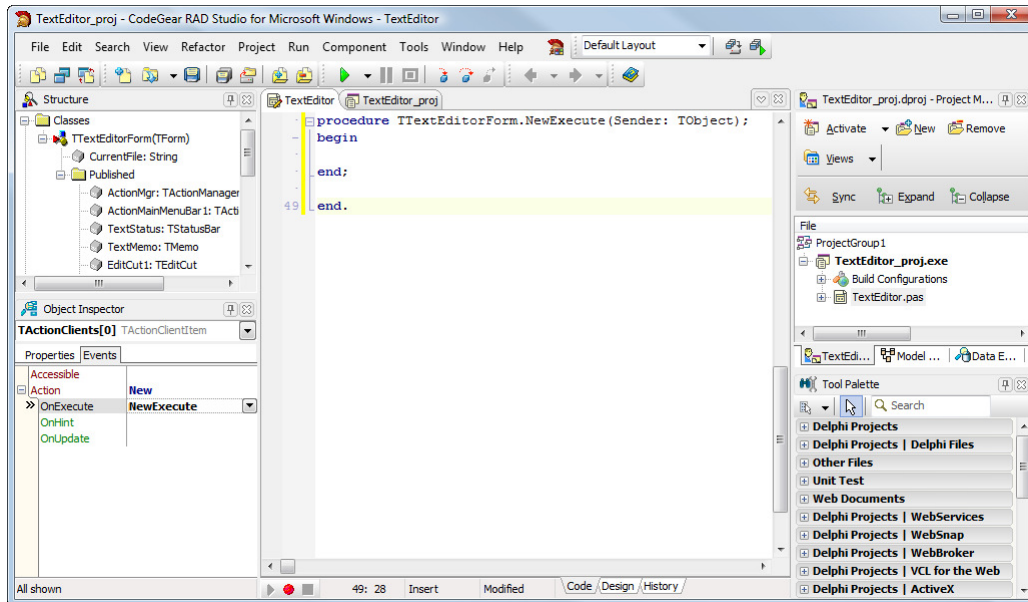 TextEditor_proj - CodeGear RAD Studio for Microsoft Windows - TextEditor
File Edit Search View Refactor Project Run Component Tools Window Help Default Layout
Structure
Classes
TTextEditorForm(TForm)
CurrentFile: String
Published
ActionMgr: TActionManager
ActionMainMenuBar1: TActi
TextStatus: TStatusBar
TextMemo: TMemo
EditCut1: TEditCut
Object Inspector
TActionClients[0] TActionClientItem
Properties Events
Accessible
Action New
OnExecute NewExecute
OnHint
OnUpdate
All shown
TextEditor TextEditor_proj
procedure TTextEditorForm.NewExecute(Sender: TObject);
begin
end;
49 end.
49: 28 Insert Modified Code Design History
TextEditor_proj.dproj - Project M...
Activate New Remove
Views
Sync Expand Collapse
File
ProjectGroup1
TextEditor_proj.exe
Build Configurations
TextEditor.pas
TextEdi... Model ... Data E...
Tool Palette
Search
Delphi Projects
Delphi Projects | Delphi Files
Other Files
Unit Test
Web Documents
Delphi Projects | WebServices
Delphi Projects | WebSnap
Delphi Projects | WebBroker
Delphi Projects | VCL for the Web
Delphi Projects | ActiveX